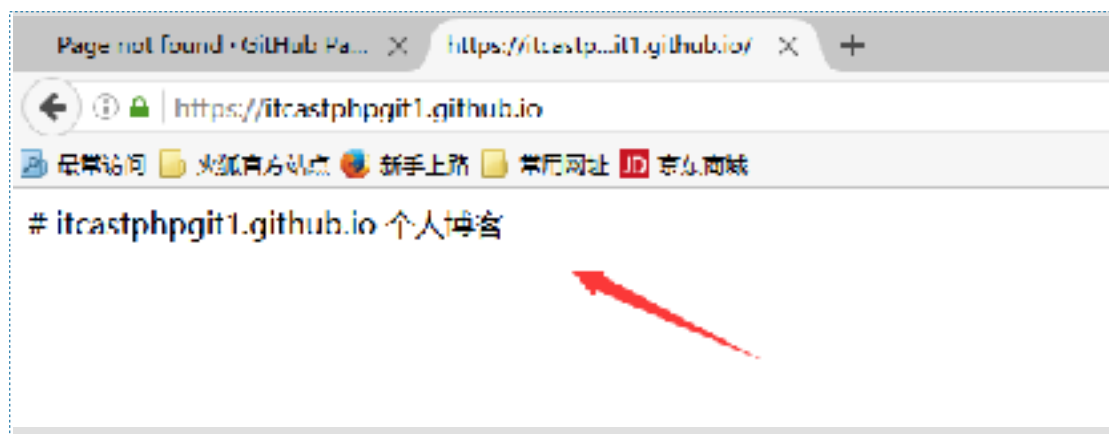 Page not found · GitHub Pa... https://itcastp...it1.github.io/
https://itcastphpgit1.github.io
最常访问 火狐官方站点 新手上路 常用网址 JD 京东商城
# itcastphpgit1.github.io 个人博客